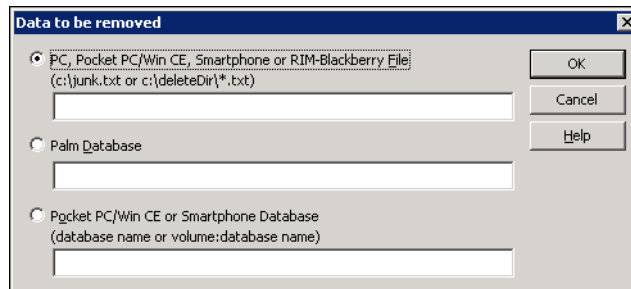 Data to be removed
PC, Pocket PC/Win CE, Smartphone or RIM-Blackberry File
(c:\junk.txt or c:\deleteDir\*.txt)
OK
Cancel
Help
Palm Database
Pocket PC/Win CE or Smartphone Database
(database name or volume:database name)